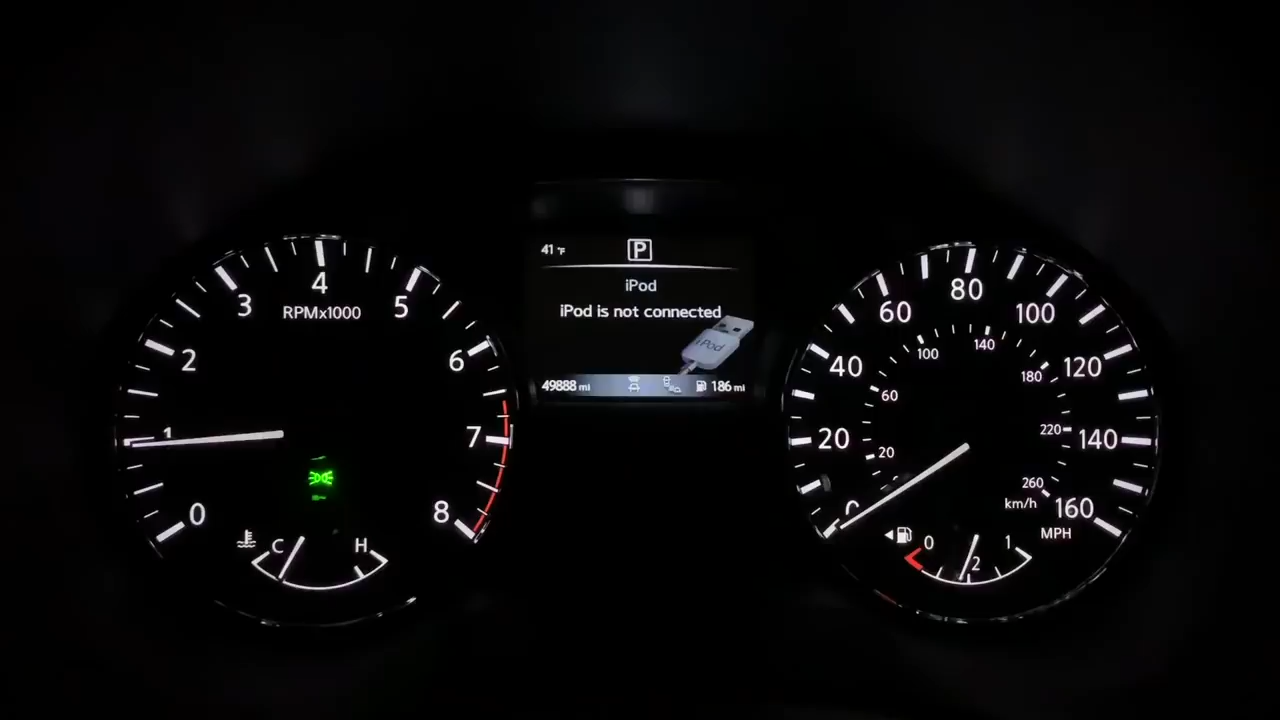 41 °F
P
iPod
iPod is not connected
iPod
49888 mi
186 mi
0
1
2
3
4
5
6
7
8
RPMx1000
C
H
0
20
40
60
80
100
120
140
160
MPH
20
60
100
140
180
220
260
km/h
0
2
1